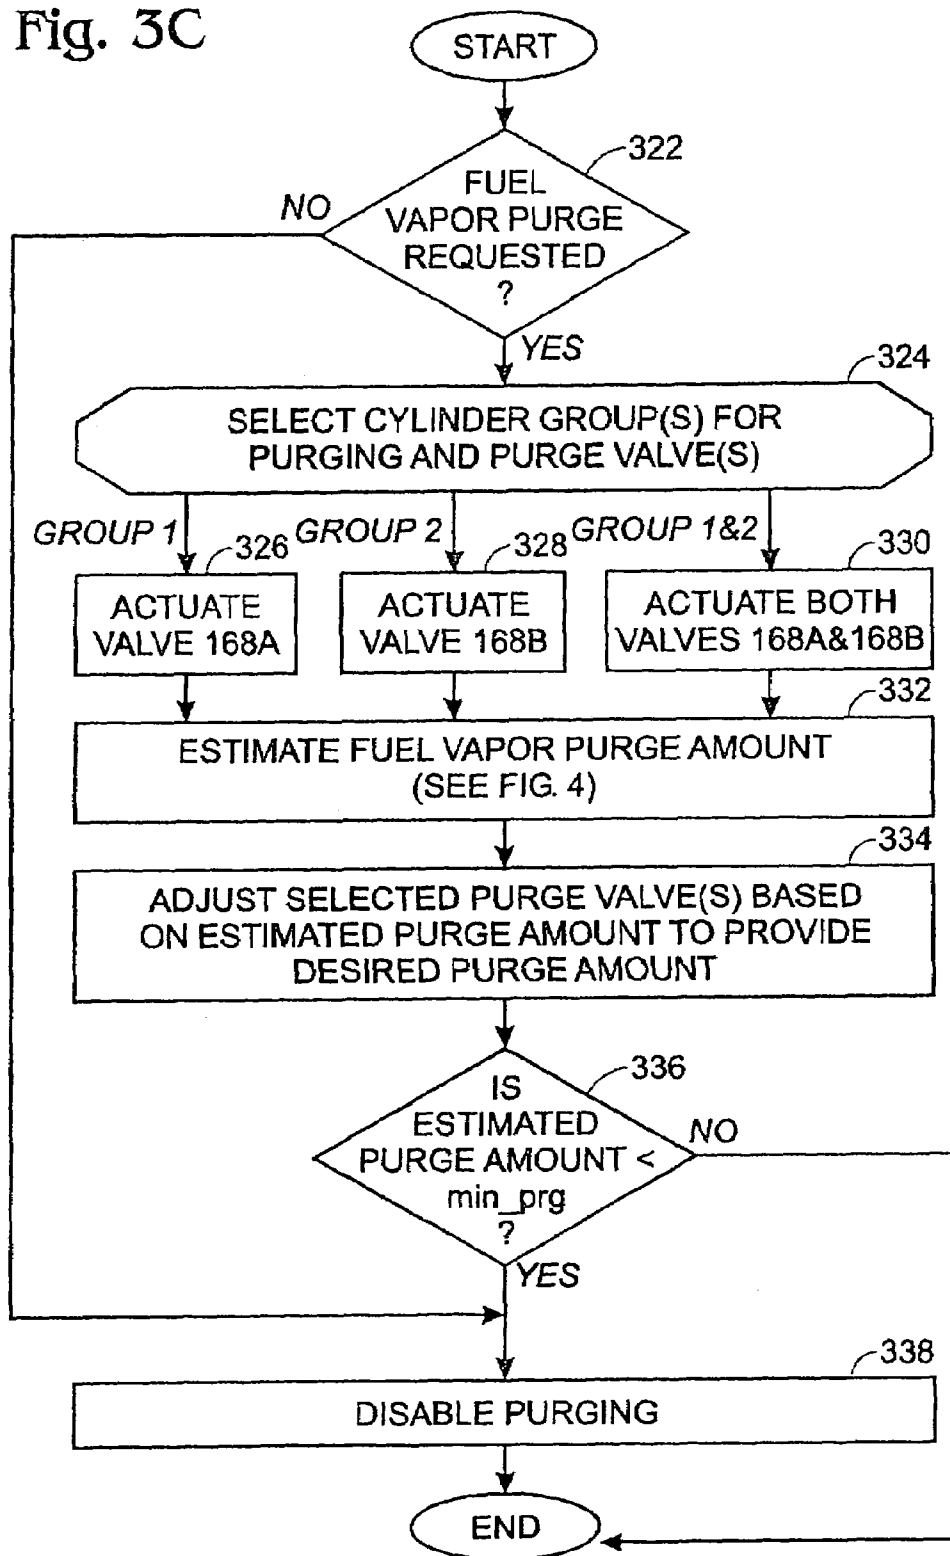 Fig. 3C
START
322
FUEL
VAPOR PURGE
REQUESTED
?
NO
YES
324
SELECT CYLINDER GROUP(S) FOR
PURGING AND PURGE VALVE(S)
GROUP 1
GROUP 2
GROUP 1&2
326
ACTUATE
VALVE 168A
328
ACTUATE
VALVE 168B
330
ACTUATE BOTH
VALVES 168A&168B
332
ESTIMATE FUEL VAPOR PURGE AMOUNT
(SEE FIG. 4)
334
ADJUST SELECTED PURGE VALVE(S) BASED
ON ESTIMATED PURGE AMOUNT TO PROVIDE
DESIRED PURGE AMOUNT
336
IS
ESTIMATED
PURGE AMOUNT <
min_prg
?
NO
YES
338
DISABLE PURGING
END